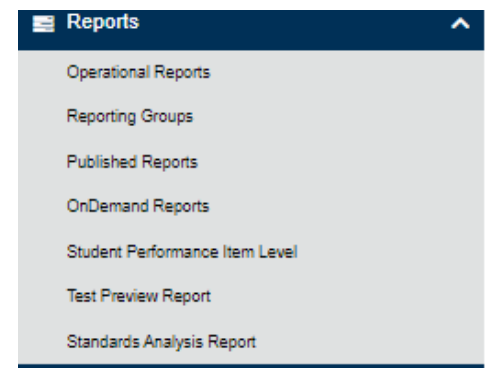 Reports
Operational Reports
Reporting Groups
Published Reports
OnDemand Reports
Student Performance Item Level
Test Preview Report
Standards Analysis Report